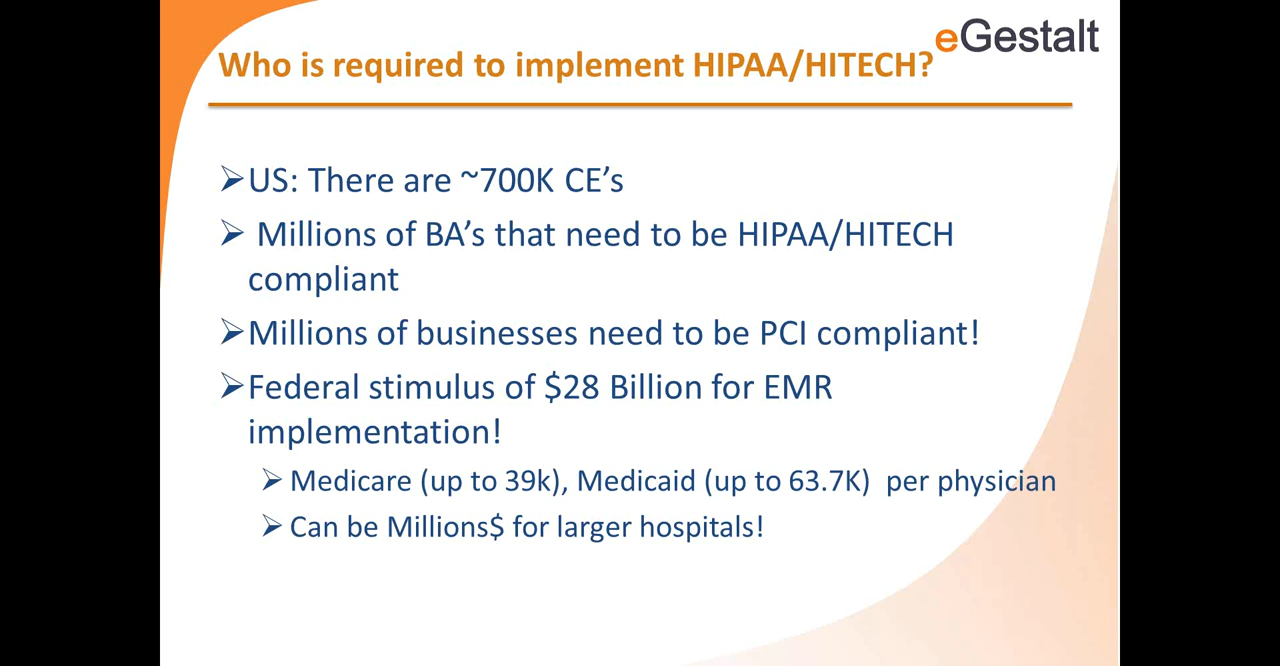 eGestalt
Who is required to implement HIPAA/HITECH?
➢US: There are ~700K CE’s
➢ Millions of BA’s that need to be HIPAA/HITECH
compliant
➢Millions of businesses need to be PCI compliant!
➢Federal stimulus of $28 Billion for EMR
implementation!
➢ Medicare (up to 39k), Medicaid (up to 63.7K)  per physician
➢ Can be Millions$ for larger hospitals!